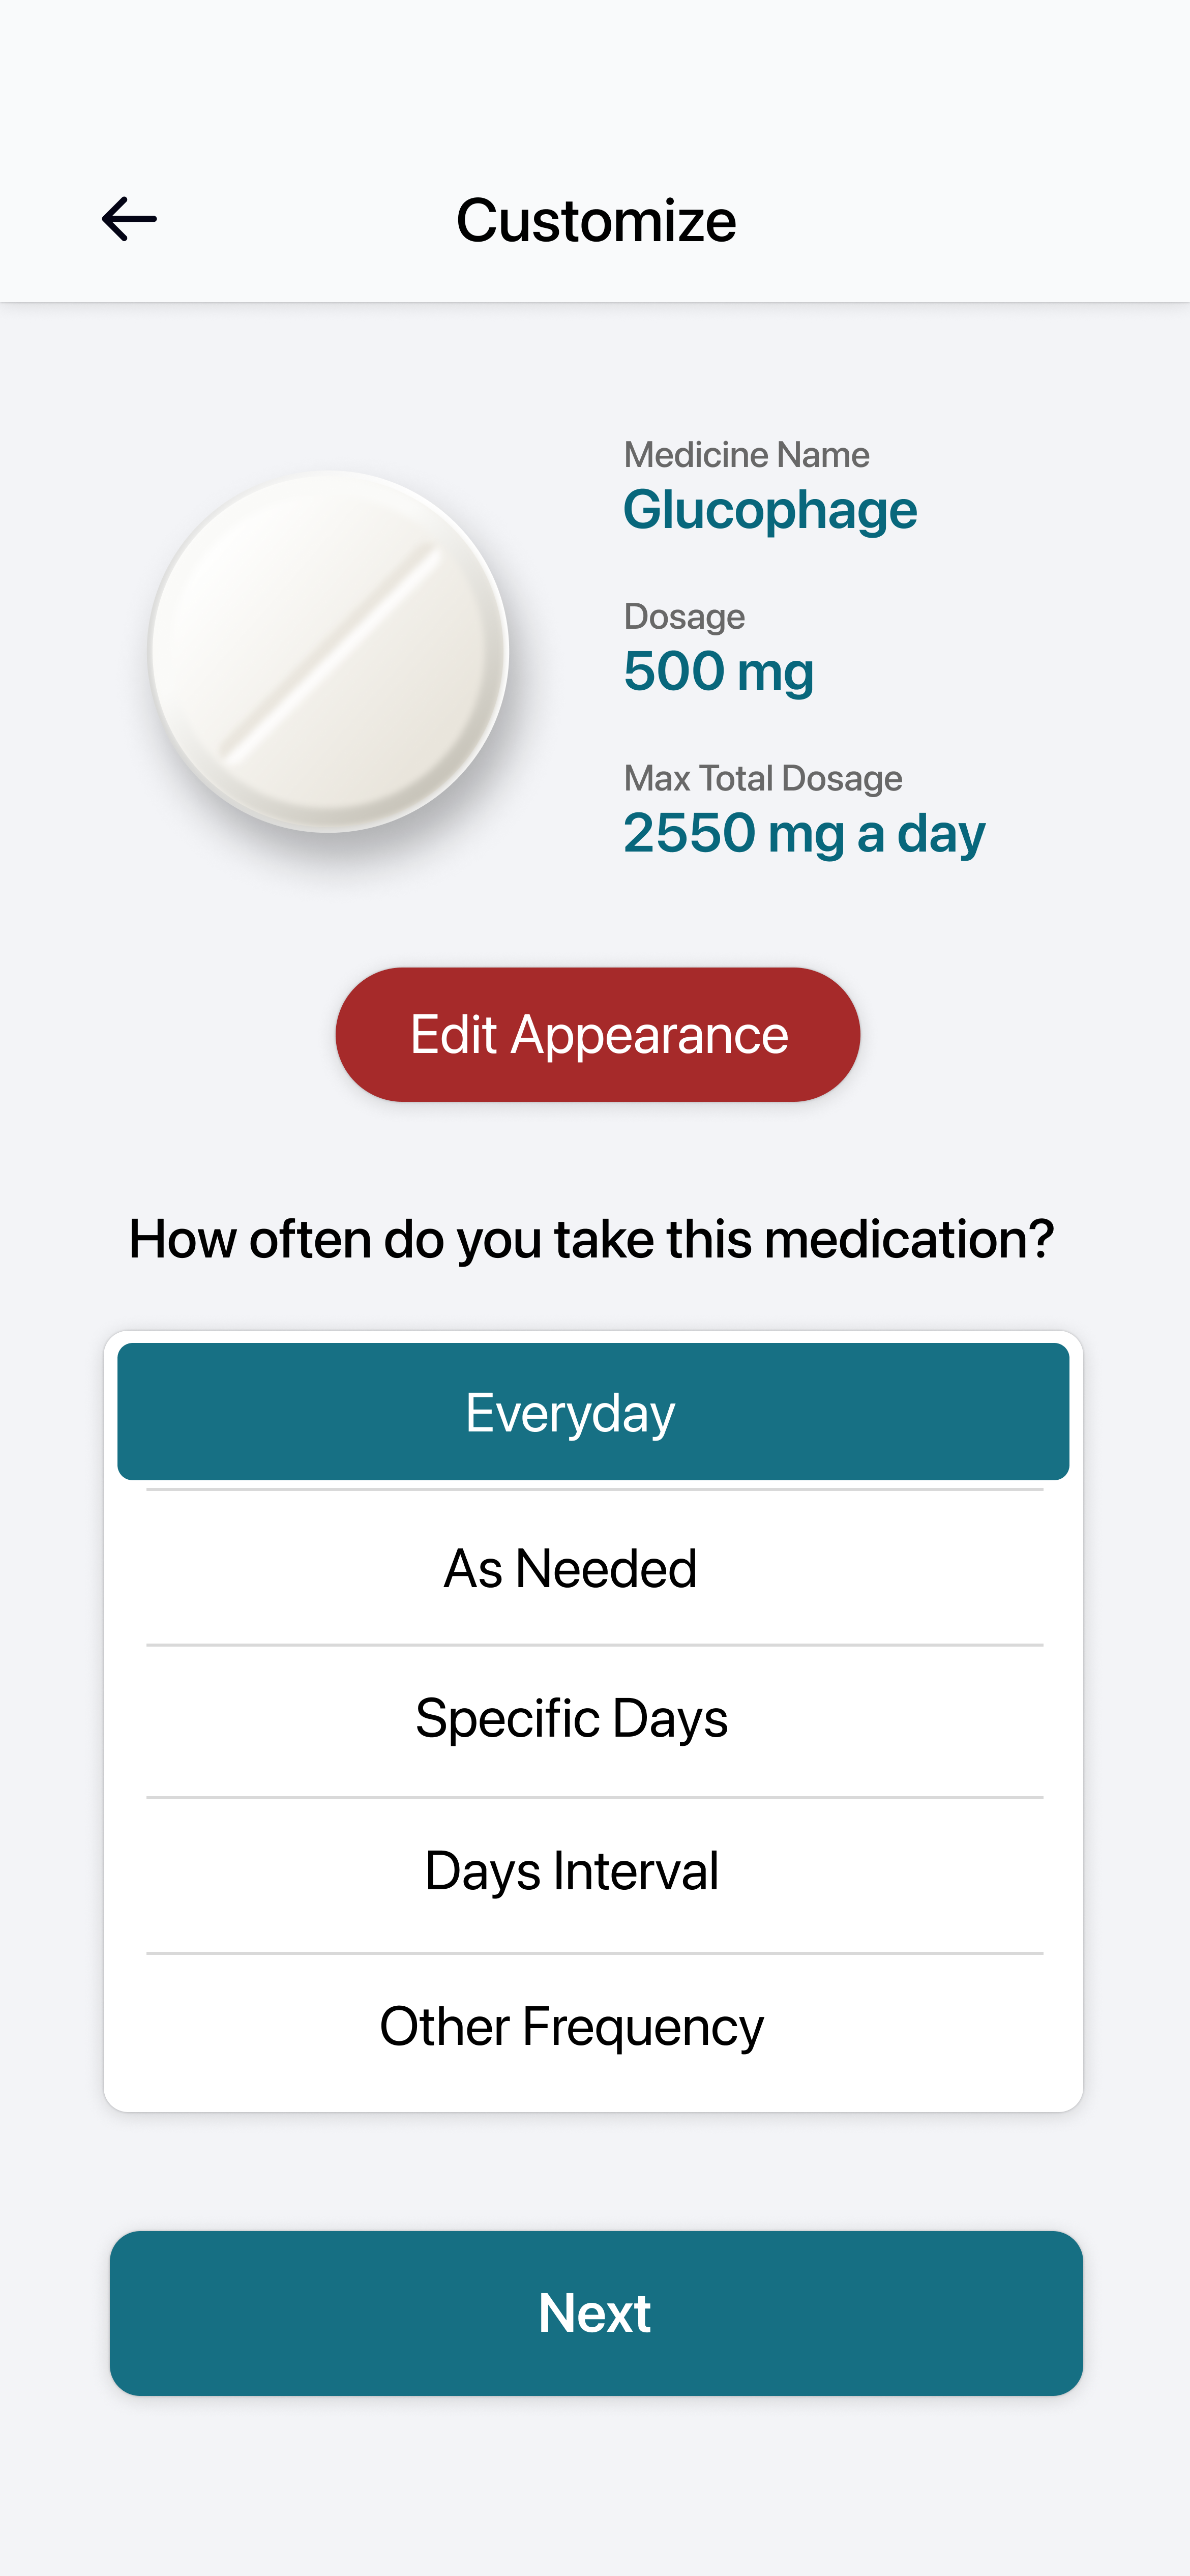 Customize
Medicine Name
Glucophage
Dosage
500 mg
Max Total Dosage
2550 mg a day
Edit Appearance
How often do you take this medication?
Everyday
As Needed
Specific Days
Days Interval
Other Frequency
Next